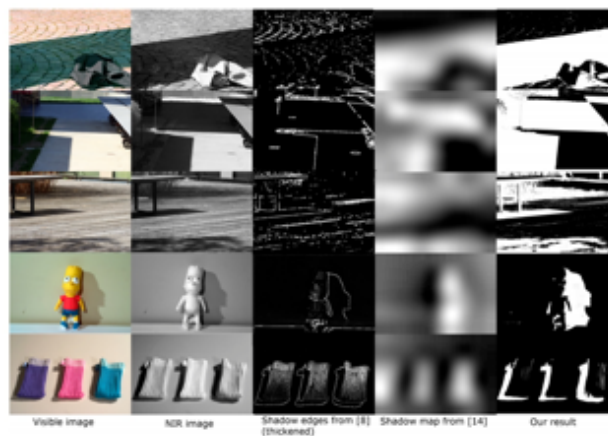 Visible image
NIR image
Shadow edges from [8]
(thickened)
Shadow map from [14]
Our result